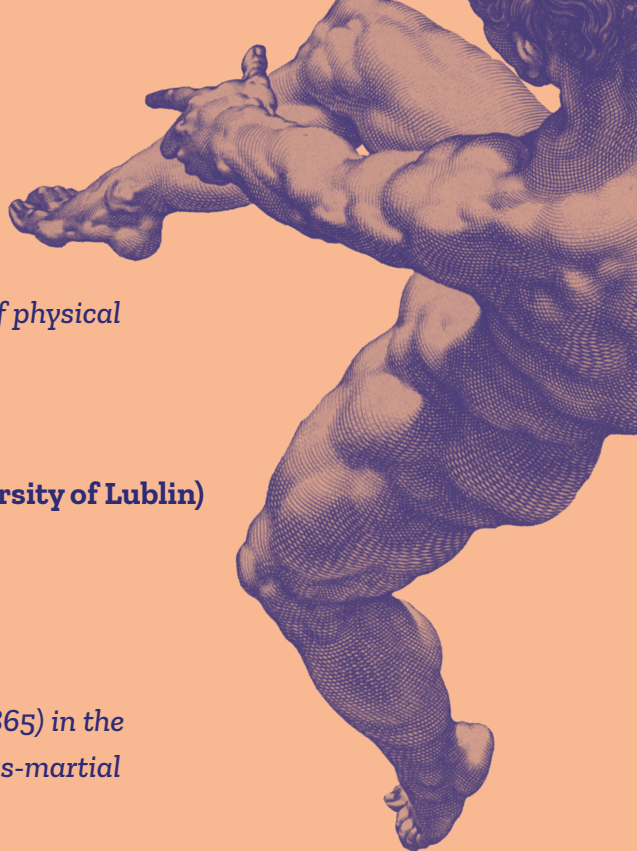 f physical
rsity of Lublin)
365) in the
s-martial